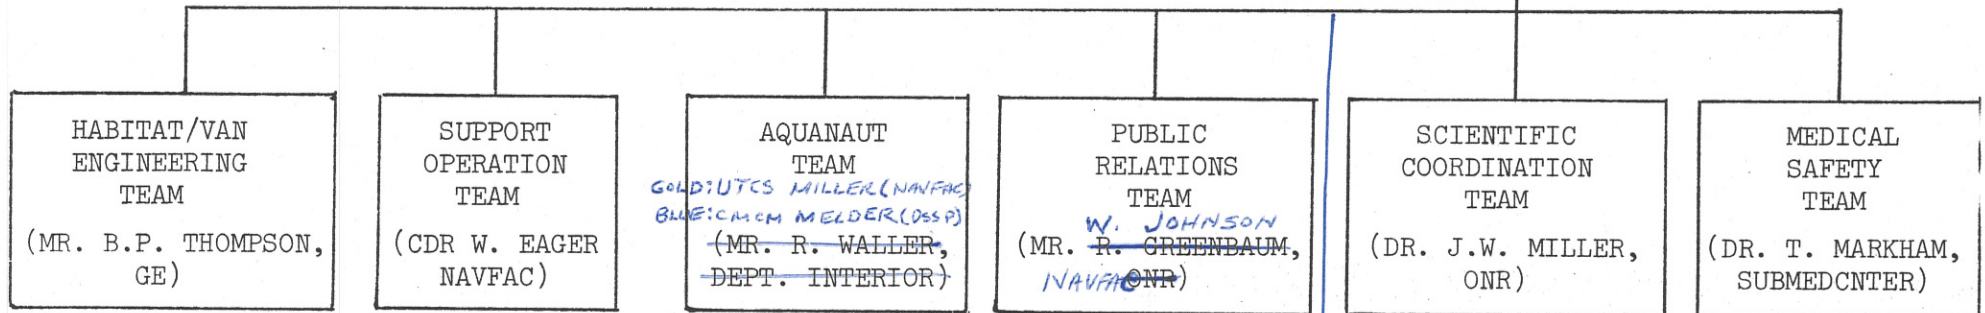 HABITAT/VAN
ENGINEERING
TEAM
(MR. B.P. THOMPSON,
GE)
SUPPORT
OPERATION
TEAM
(CDR W. EAGER
NAVFAC)
AQUANAUT
TEAM
GOLD: UTCS MILLER (NAVFAC)
BLUE: CMCM MELDER (DSSP)
(MR. R. WALLER,
DEPT. INTERIOR)
PUBLIC
RELATIONS
TEAM
W. JOHNSON
(MR. R. GREENBAUM,
NAVFAC ONR)
SCIENTIFIC
COORDINATION
TEAM
(DR. J.W. MILLER,
ONR)
MEDICAL
SAFETY
TEAM
(DR. T. MARKHAM,
SUBMEDCNTER)